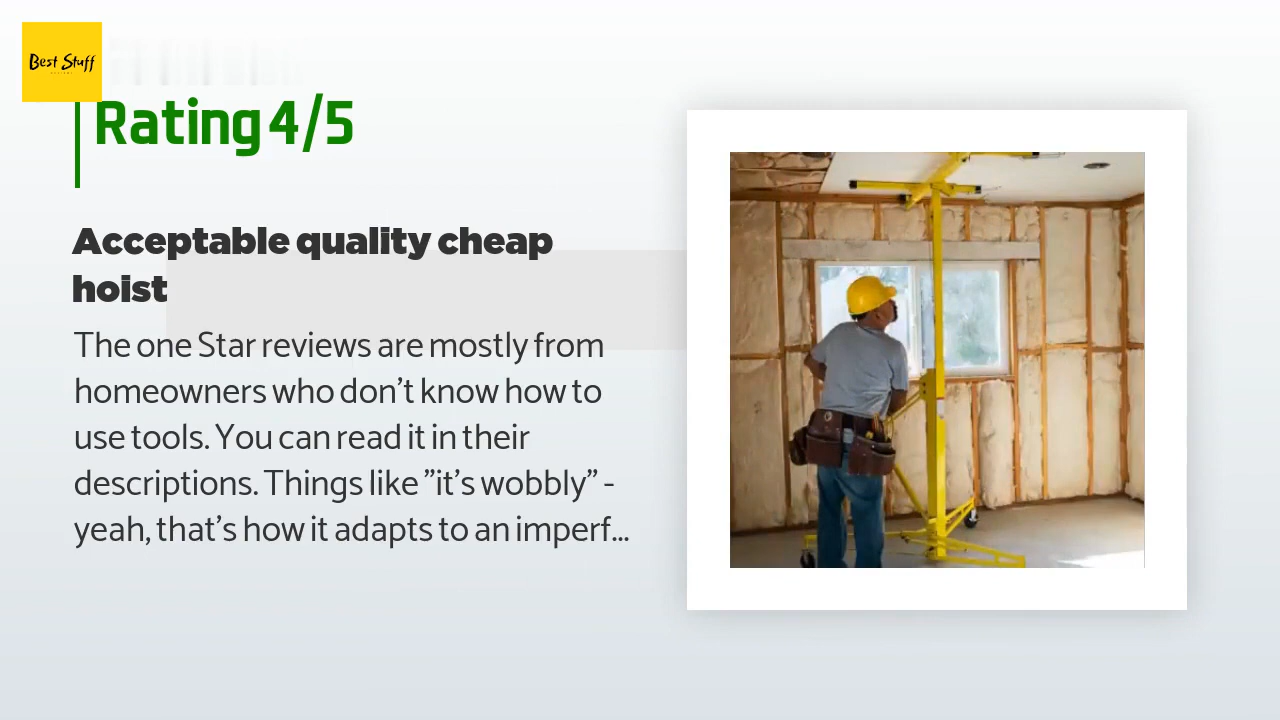 Best Stuff
Rating 4/5
Acceptable quality cheap
hoist
The one Star reviews are mostly from
homeowners who don't know how to
use tools. You can read it in their
descriptions. Things like ”it's wobbly” -
yeah, that's how it adapts to an imperf...